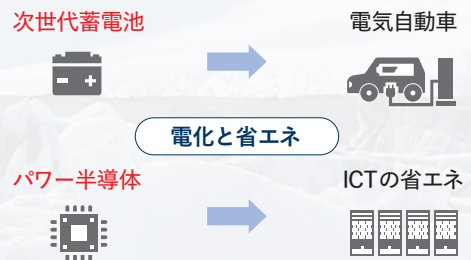 次世代蓄電池
電気自動車
電化と省エネ
パワー半導体
ICTの省エネ